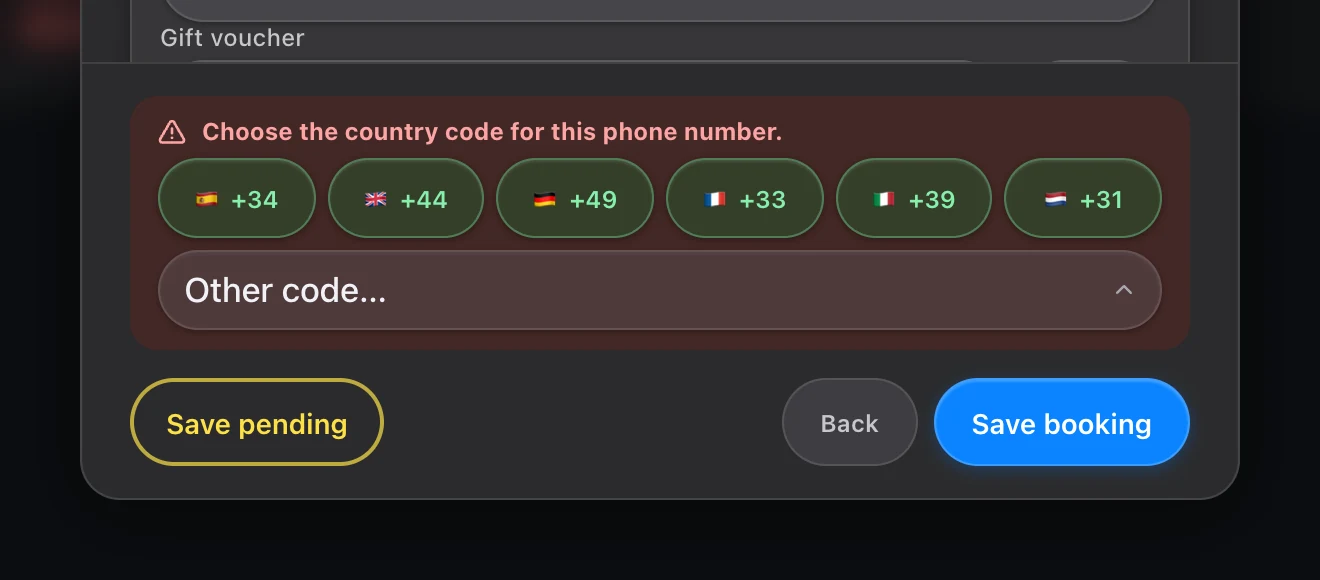 Gift voucher
Choose the country code for this phone number.
+34 +44 +49 +33 +39 +31
Other code...
Save pending Back Save booking